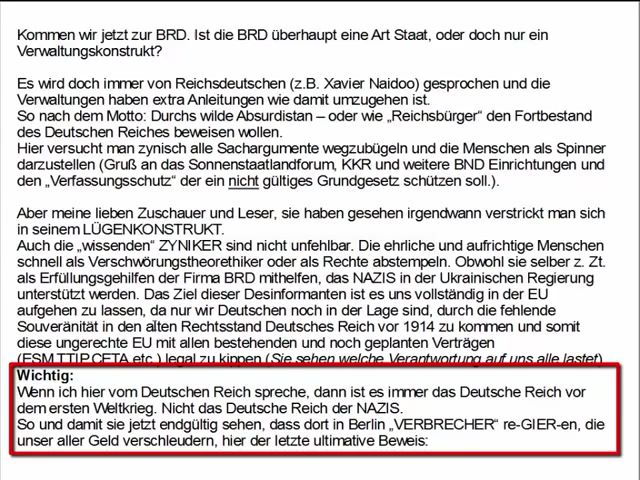 Kommen wir jetzt zur BRD. Ist die BRD überhaupt eine Art Staat, oder doch nur ein
Verwaltungskonstrukt?
Es wird doch immer von Reichsdeutschen (z.B. Xavier Naidoo) gesprochen und die
Verwaltungen haben extra Anleitungen wie damit umzugehen ist.
So nach dem Motto: Durchs wilde Absurdistan – oder wie „Reichsbürger“ den Fortbestand
des Deutschen Reiches beweisen wollen.
Hier versucht man zynisch alle Sachargumente wegzubügeln und die Menschen als Spinner
darzustellen (Gruß an das Sonnenstaatlandforum, KKR und weitere BND Einrichtungen und
den „Verfassungsschutz“ der ein nicht gültiges Grundgesetz schützen soll.).
Aber meine lieben Zuschauer und Leser, sie haben gesehen irgendwann verstrickt man sich
in seinem LÜGENKONSTRUKT.
Auch die „wissenden“ ZYNIKER sind nicht unfehlbar. Die ehrliche und aufrichtige Menschen
schnell als Verschwörungstheorethiker oder als Rechte abstempeln. Obwohl sie selber z. Zt.
als Erfüllungsgehilfen der Firma BRD mithelfen, das NAZIS in der Ukrainischen Regierung
unterstützt werden. Das Ziel dieser Desinformanten ist es uns vollständig in der EU
aufgehen zu lassen, da nur wir Deutschen noch in der Lage sind, durch die fehlende
Souveränität in den alten Rechtsstand Deutsches Reich vor 1914 zu kommen und somit
diese ungerechte EU mit allen bestehenden und noch geplanten Verträgen
(ESM,TTIP,CETA etc.) legal zu kippen (Sie sehen welche Verantwortung auf uns alle lastet)
Wichtig:
Wenn ich hier vom Deutschen Reich spreche, dann ist es immer das Deutsche Reich vor
dem ersten Weltkrieg. Nicht das Deutsche Reich der NAZIS.
So und damit sie jetzt endgültig sehen, dass dort in Berlin „VERBRECHER“ re-GIER-en, die
unser aller Geld verschleudern, hier der letzte ultimative Beweis: